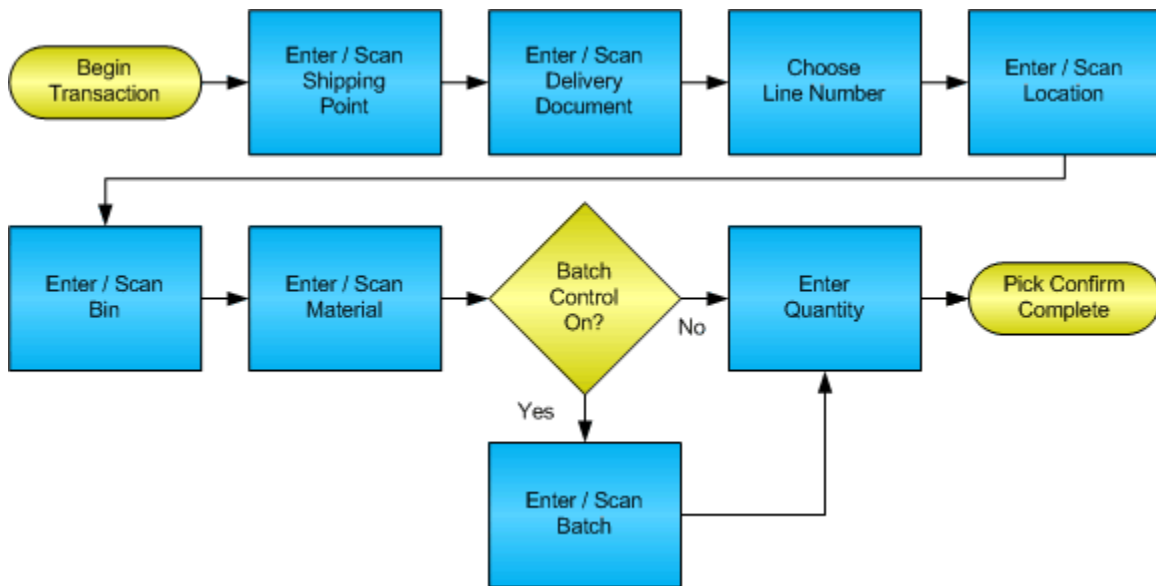 Begin
Transaction
Enter / Scan
Shipping
Point
Enter / Scan
Delivery
Document
Choose
Line Number
Enter / Scan
Location
Enter / Scan
Bin
Enter / Scan
Material
Batch
Control
On?
No
Enter
Quantity
Pick Confirm
Complete
Yes
Enter / Scan
Batch